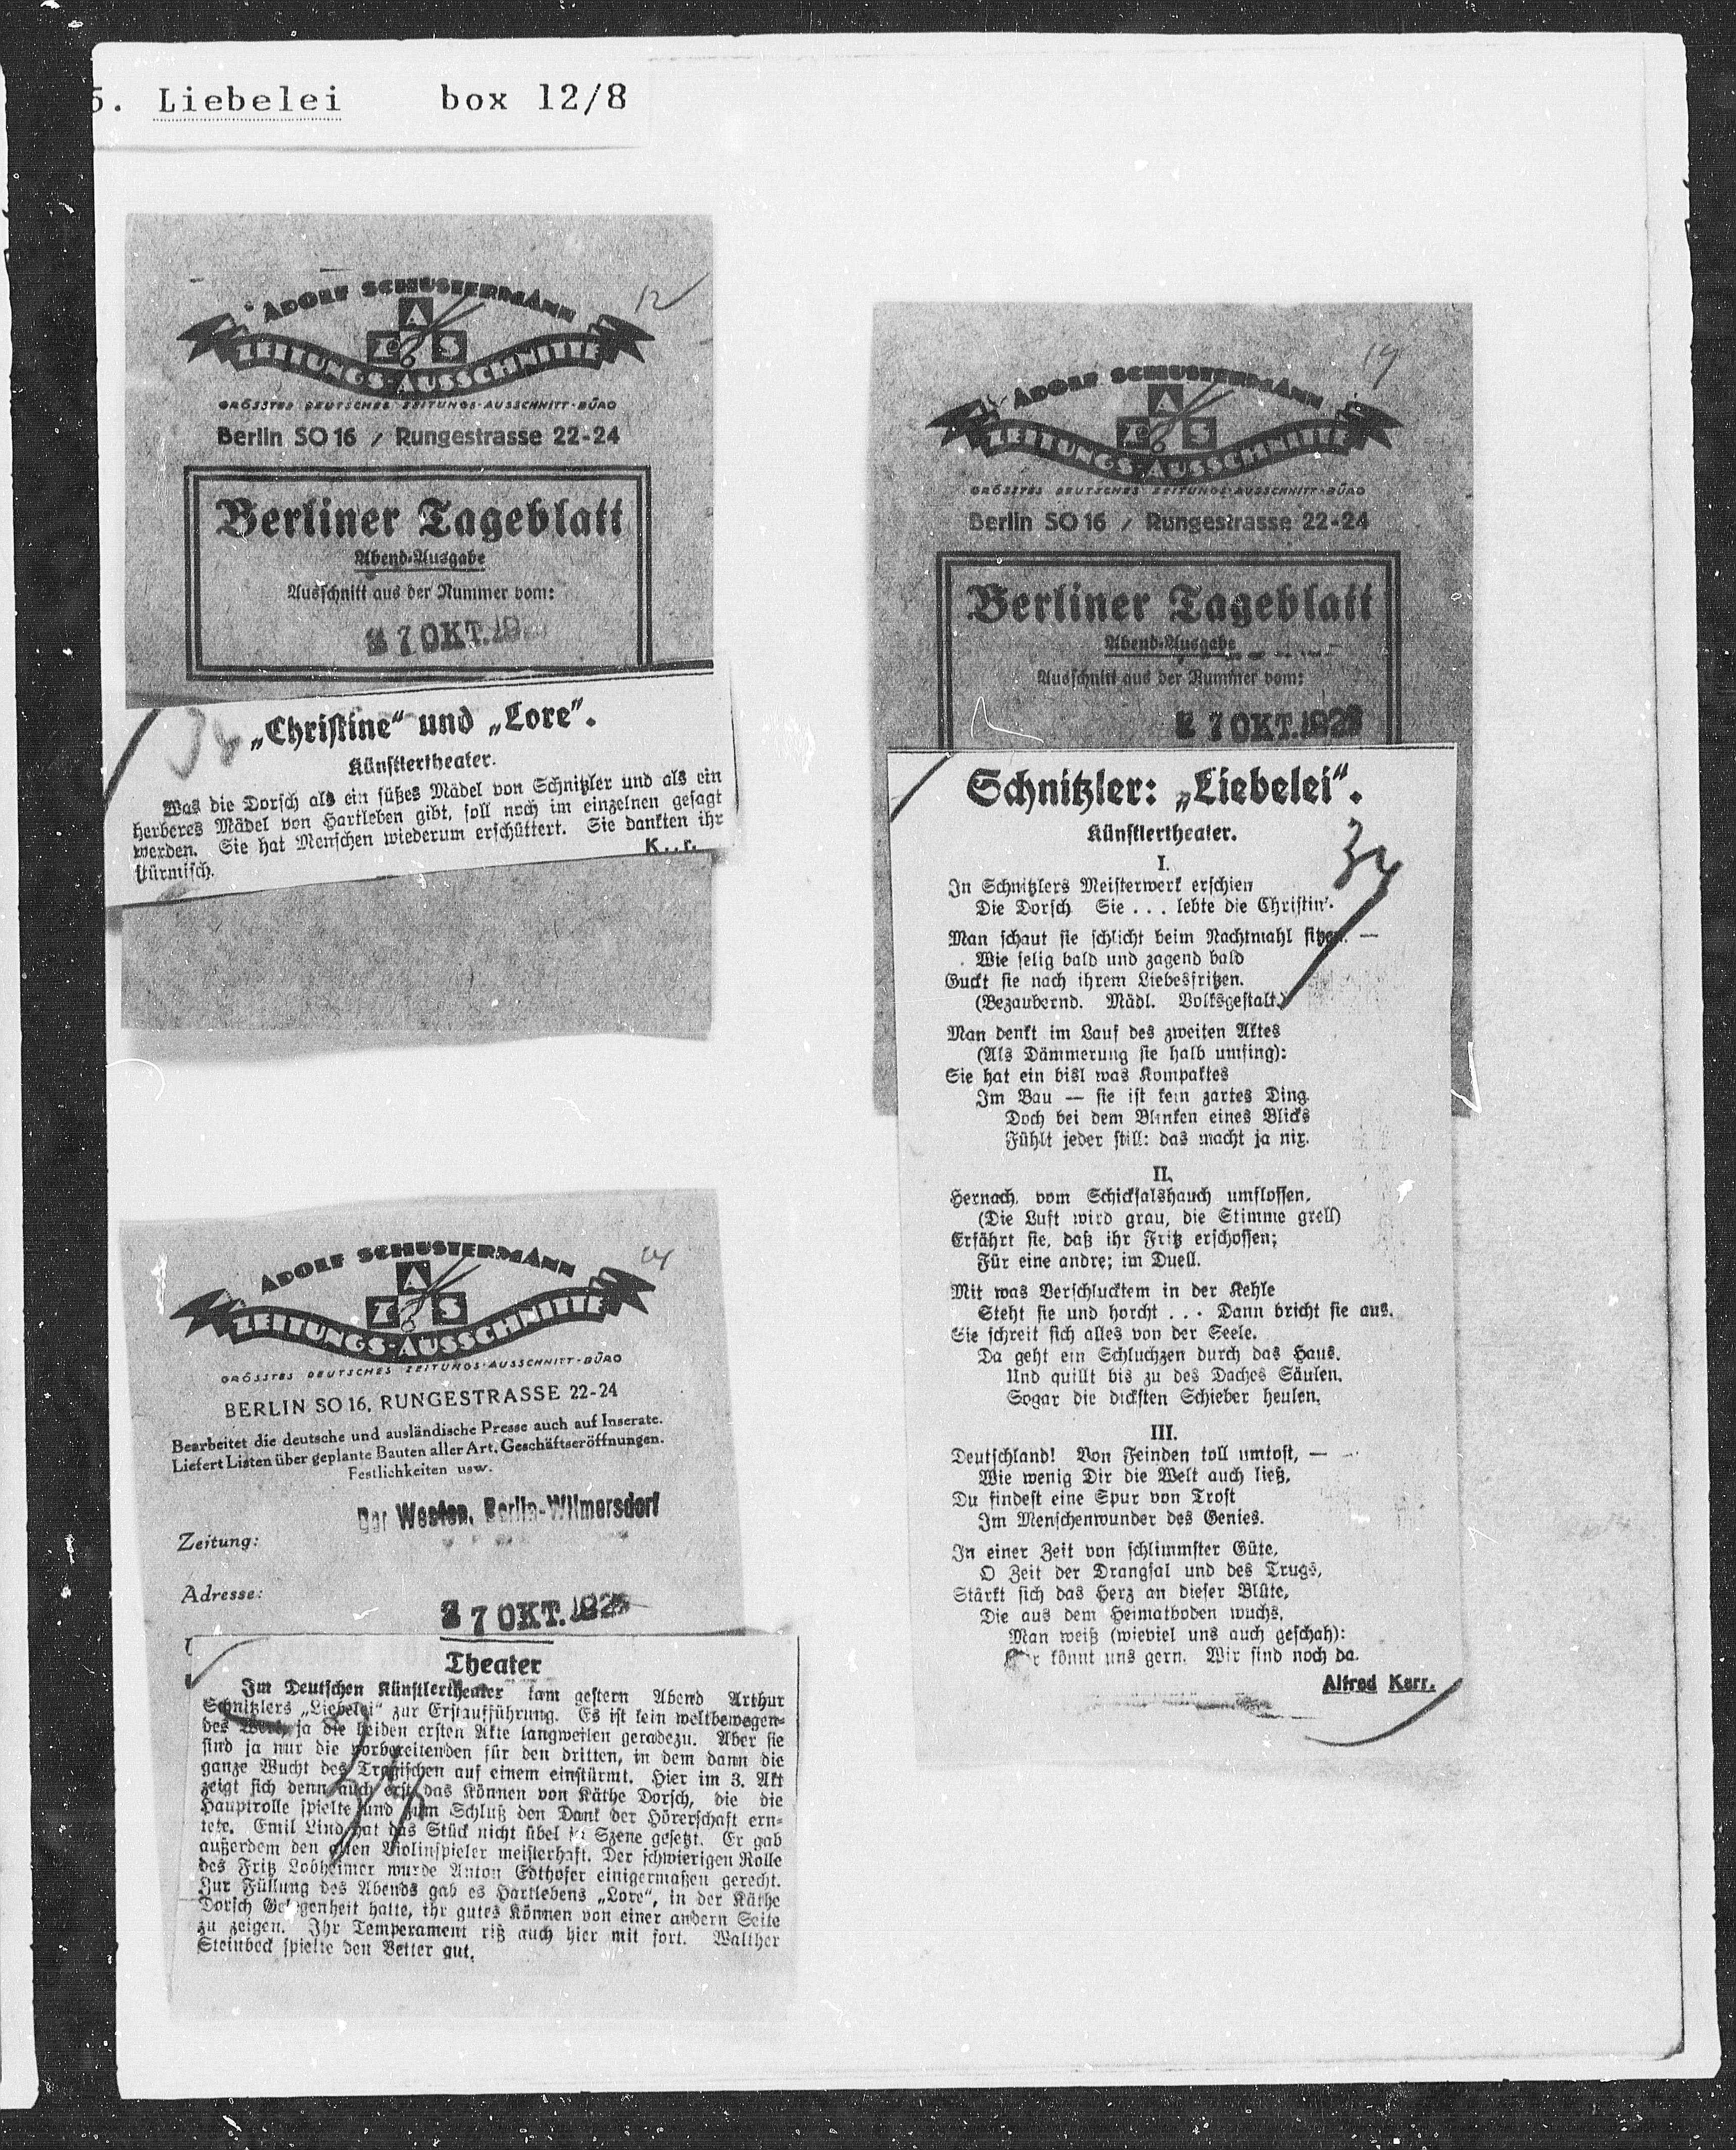 5. Liebelei box 12/8
12
ADOLF SCHUSTERMANN
A
Z S
ZEITUNGS-AUSSCHNITTE
GRÖSSTES DEUTSCHES ZEITUNGS-AUSSCHNITT-BÜRO
Berlin SO 16 / Rungestrasse 22-24
Berliner Tageblatt
Abend-Ausgabe
Ausschnitt aus der Nummer vom:
27 OKT.
„Christine“ und „Lore“.
Künstlertheater.
Was die Dorsch als ein süßes Mädel von Schnitzler und als ein
herberes Mädel von Hartleben gibt, soll noch im einzelnen gesagt
werden. Sie hat Menschen wiederum erschüttert. Sie dankten ihr
stürmisch.
K..r.
ADOLF SCHUSTERMANN
A
Z S
ZEITUNGS-AUSSCHNITTE
GRÖSSTES DEUTSCHES ZEITUNGS-AUSSCHNITT-BÜRO
BERLIN SO 16, RUNGESTRASSE 22-24
Bearbeitet die deutsche und ausländische Presse auch auf Inserate.
Liefert Listen über geplante Bauten aller Art, Geschäftseröffnungen.
Festlichkeiten usw.
Zeitung: Der Westen, Berlin-Wilmersdorf
Adresse:
27 OKT.
Theater
Im Deutschen Künstlertheater kam gestern Abend Arthur
Schnitzlers „Liebelei“ zur Erstaufführung. Es ist kein weltbewegen-
des Werk, ja die beiden ersten Akte langweilen geradezu. Aber sie
sind ja nur die vorbereitenden für den dritten, in dem dann die
ganze Wucht des Tragischen auf einem einstürmt. Hier im 3. Akt
zeigt sich denn auch erst das Können von Käthe Dorsch, die die
Hauptrolle spielte und zum Schluß den Dank der Hörerschaft ern-
tete. Emil Lind hat das Stück nicht übel in Szene gesetzt. Er gab
außerdem den alten Violinspieler meisterhaft. Der schwierigen Rolle
des Fritz Lobheimer wurde Anton Edthofer einigermaßen gerecht.
Zur Füllung des Abends gab es Hartlebens „Lore“, in der Käthe
Dorsch Gelegenheit hatte, ihr gutes Können von einer andern Seite
zu zeigen. Ihr Temperament riß auch hier mit fort. Walther
Steinbeck spielte den Vetter gut.
ADOLF SCHUSTERMANN
A
Z S
ZEITUNGS-AUSSCHNITTE
GRÖSSTES DEUTSCHES ZEITUNGS-AUSSCHNITT-BÜRO
Berlin SO 16 / Rungestrasse 22-24
Berliner Tageblatt
Abend-Ausgabe
Ausschnitt aus der Nummer vom:
27 OKT.
Schnitzler: „Liebelei“.
Künstlertheater.
I.
In Schnitzlers Meisterwerk erschien
Die Dorsch Sie . . . lebte die Christin'.
Man schaut sie schlicht beim Nachtmahl sitzen. —
Wie selig bald und zagend bald
Guckt sie nach ihrem Liebesfritzen.
(Bezaubernd. Mädl. Volksgestalt.)
Man denkt im Lauf des zweiten Aktes
(Als Dämmerung sie halb umfing):
Sie hat ein bisl was Kompaktes
Im Bau — sie ist kein zartes Ding
Doch bei dem Blinken eines Blicks
Fühlt jeder still: das macht ja nix.
II.
Hernach, vom Schicksalshauch umflossen,
(Die Luft wird grau, die Stimme grell)
Erfährt sie, daß ihr Fritz erschossen;
Für eine andre; im Duell.
Mit was Verschlucktem in der Kehle
Steht sie und horcht . . . Dann bricht sie aus.
Sie schreit sich alles von der Seele.
Da geht ein Schluchzen durch das Haus.
Und quillt bis zu des Daches Säulen.
Sogar die dicksten Schieber heulen.
III.
Deutschland! Von Feinden toll umtost, —
Wie wenig Dir die Welt auch ließ,
Du findest eine Spur von Trost
Im Menschenwunder des Genies.
In einer Zeit von schlimmster Güte,
O Zeit der Drangsal und des Trugs,
Stärkt sich das Herz an dieser Blüte,
Die aus dem Heimatboden wuchs.
Man weiß (wieviel uns auch geschah):
Ihr könnt uns gern. Wir sind noch da.
Alfred Kerr.